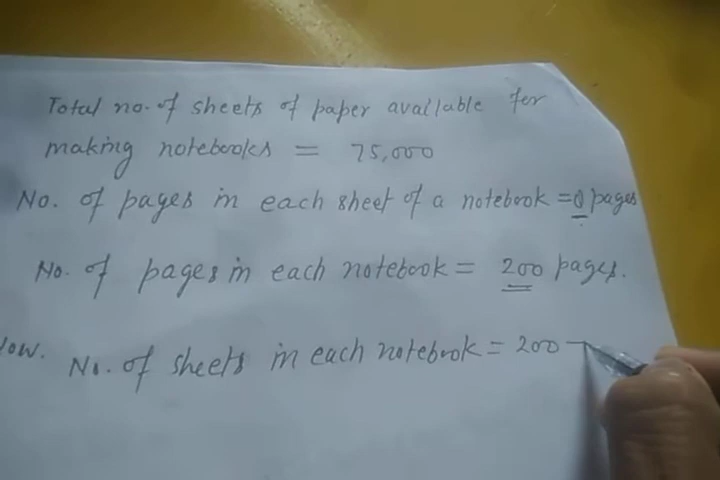 Total no. of sheets of paper available for
making notebooks = 75,000
No. of pages in each sheet of a notebook = pages
No. of pages in each notebook = 200 pages.
Now. No. of sheets in each notebook = 200